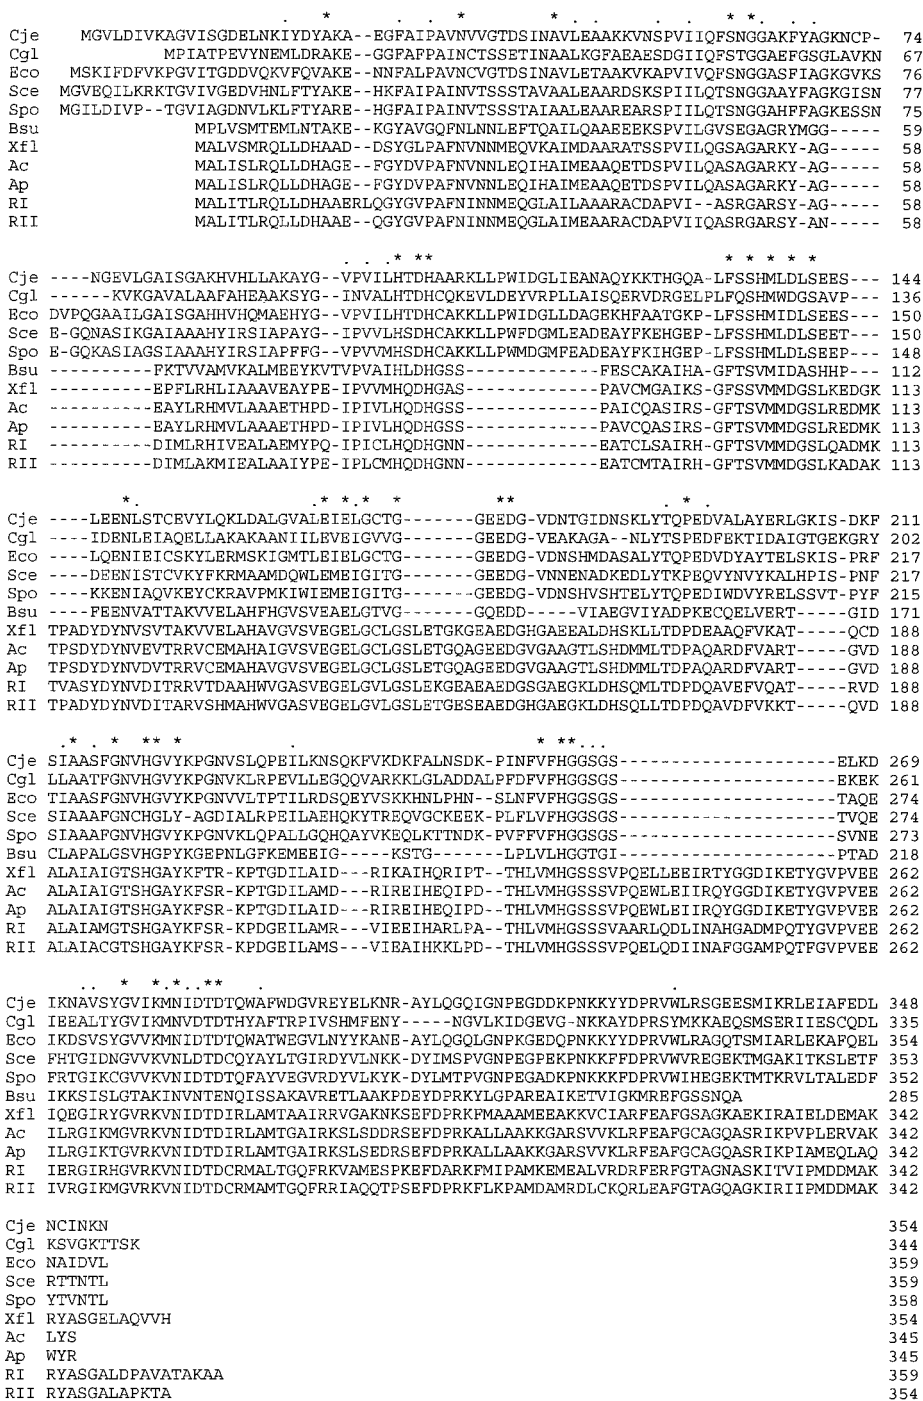 . * . . * * . . . . * * . .
Cje MGVLDIVKAGVISGDELNKIYDYAKA--EGFAIPAVNVVGTDSINAVLEAAKKVNSPVIIQFSNGGAKFYAGKNCP- 74
Cgl MPIATPEVYNEMLDRAKE--GGFAFPAINCTSSETINAALKGFAEAESDGIIQFSTGGAEFGSGLAVKN 67
Eco MSKIFDFVKPGVITGDDVQKVFQVAKE--NNFALPAVNCVGTDSINAVLETAAKVKAPVIVQFSNGGASFIAGKGVKS 76
Sce MGVEQILKRKTGVIVGEDVHNLFTYAKE--HKFAIPAINVTSSSTAVAALEAARDSKSPIILQTSNGGAAYFAGKGISN 77
Spo MGILDIVP--TGVIAGDNVLKLFTYARE--HGFAIPAINVTSSSTAIAALEAAREARSPIILQTSNGGAHFFAGKESSN 75
Bsu MPLVSMTEMLNTAKE--KGYAVGQFNLNNLEFTQAILQAAEEEKSPVILGVSEGAGRYMGG----- 59
Xfl MALVSMRQLLDHAAD--DSYGLPAFNVNNMEQVKAIMDAARATSSPVILQGSAGARKY-AG----- 58
Ac MALISLRQLLDHAGE--FGYDVPAFNVNNLEQIHAIMEAAQETDSPVILQASAGARKY-AG----- 58
Ap MALISLRQLLDHAGE--FGYDVPAFNVNNLEQIHAIMEAAQETDSPVILQASAGARKY-AG----- 58
RI MALITLRQLLDHAAERLQGYGVPAFNINNMEQGLAILAAARACDAPVI--ASRGARSY-AG----- 58
RII MALITLRQLLDHAAE--QGYGVPAFNINNMEQGLAIMEAARACDAPVIIQASRGARSY-AN----- 58
. . .* ** . * * * * *
Cje ----NGEVLGAISGAKHVHLLAKAYG--VPVILHTDHAARKLLPWIDGLIEANAQYKKTHGQA-LFSSHMLDLSEES- 144
Cgl ------KVKGAVALAAFAHEAAKSYG--INVALHTDHCQKEVLDEYVRPLLAISQERVDRGELPLFQSHMWDGSAVP- 136
Eco DVPQGAAILGAISGAHHVHQMAEHYG--VPVILHTDHCAKKLLPWIDGLLDAGEKHFAATGKP-LFSSHMIDLSEES- 150
Sce E-GQNASIKGAIAAAHYIRSIAPAYG--IPVVLHSDHCAKKLLPWFDGMLEADEAYFKEHGEP-LFSSHMLDLSEET- 150
Spo E-GQKASIAGSIAAAHYIRSIAPFFG--VPVVMHSDHCAKKLLPWMDGMFEADEAYFKIHGEP-LFSSHMLDLSEEP- 148
Bsu ----------FKTVVAMVKALMEEYKVTVPVAIHLDHGSS-------------FESCAKAIHA-GFTSVMIDASHHP- 112
Xfl ----------EPFLRHLIAAAVEAYPE-IPVVMHQDHGAS-------------PAVCMGAIKS-GFSSVMMDGSLKEDGK 113
Ac ----------EAYLRHMVLAAAETHPD-IPIVLHQDHGSS-------------PAICQASIRS-GFTSVMMDGSLREDMK 113
Ap ----------EAYLRHMVLAAAETHPD-IPIVLHQDHGSS-------------PAVCQASIRS-GFTSVMMDGSLREDMK 113
RI ----------DIMLRHIVEALAEMYPQ-IPICLHQDHGNN-------------EATCLSAIRH-GFTSVMMDGSLQADMK 113
RII ----------DIMLAKMIEALAAIYPE-IPLCMHQDHGNN-------------EATCMTAIRH-GFTSVMMDGSLKADAK 113
*. * *.* * ** * .
Cje ----LEENLSTCEVYLQKLDALGVALEIELGCTG-------GEEDG-VDNTGIDNSKLYTQPEDVALAYERLGKIS-DKF 211
Cgl ----IDENLEIAQELLAKAKAANIILEVEIGVVG-------GEEDG-VEAKAGA--NLYTSPEDFEKTIDAIGTGEKGRY 202
Eco ----LQENIEICSKYLERMSKIGMTLEIELGCTG-------GEEDG-VDNSHMDASALYTQPEDVDYAYTELSKIS-PRF 217
Sce ----DEENISTCVKYFKRMAAMDQWLEMEIGITG-------GEEDG-VNNENADKEDLYTKPEQVYNVYKALHPIS-PNF 217
Spo ----KKENIAQVKEYCKRAVPMKIWIEMEIGITG-------GEEDG-VDNSHVSHTELYTQPEDIWDVYRELSSVT-PYF 215
Bsu ----FEENVATTAKVVELAHFHGVSVEAELGTVG-------GQEDD-----VIAEGVIYADPKECQELVERT-----GID 171
Xfl TPADYDYNVSVTAKVVELAHAVGVSVEGELGCLGSLETGKGEAEDGHGAEEALDHSKLLTDPDEAAQFVKAT-----QCD 188
Ac TPSDYDYNVEVTRRVCEMAHAIGVSVEGELGCLGSLETGQAGEEDGVGAAGTLSHDMMLTDPAQARDFVART-----GVD 188
Ap TPSDYDYNVDVTRRVCEMAHAVGVSVEGELGCLGSLETGQAGEEDGVGAAGTLSHDMMLTDPAQARDFVART-----GVD 188
RI TVASYDYNVDITRRVTDAAHWVGASVEGELGVLGSLEKGEAEAEDGSGAEGKLDHSQMLTDPDQAVEFVQAT-----RVD 188
RII TPADYDYNVDITARVSHMAHWVGASVEGELGVLGSLETGESEAEDGHGAEGKLDHSQLLTDPDQAVDFVKKT-----QVD 188
.* . * ** * . * **...
Cje SIAASFGNVHGVYKPGNVSLQPEILKNSQKFVKDKFALNSDK-PINFVFHGGSGS---------------------ELKD 269
Cgl LLAATFGNVHGVYKPGNVKLRPEVLLEGQQVARKKLGLADDALPFDFVFHGGSGS---------------------EKEK 261
Eco TIAASFGNVHGVYKPGNVVLTPTILRDSQEYVSKKHNLPHN--SLNFVFHGGSGS---------------------TAQE 274
Sce SIAAAFGNCHGLY-AGDIALRPEILAEHQKYTREQVGCKEEK-PLFLVFHGGSGS---------------------TVQE 274
Spo SIAAAFGNVHGVYKPGNVKLQPALLGQHQAYVKEQLKTTNDK-PVFFVFHGGSGS---------------------SVNE 273
Bsu CLAPALGSVHGPYKGEPNLGFKEMEEIG-----KSTG------LPLVLHGGTGI---------------------PTAD 218
Xfl ALAIAIGTSHGAYKFTR-KPTGDILAID---RIKAIHQRIPT--THLVMHGSSSVPQELLEEIRTYGGDIKETYGVPVEE 262
Ac ALAIAIGTSHGAYKFSR-KPTGDILAMD---RIREIHEQIPD--THLVMHGSSSVPQEWLEIIRQYGGDIKETYGVPVEE 262
Ap ALAIAIGTSHGAYKFSR-KPTGDILAID---RIREIHEQIPD--THLVMHGSSSVPQEWLEIIRQYGGDIKETYGVPVEE 262
RI ALAIAMGTSHGAYKFSR-KPDGEILAMR---VIEEIHARLPA--THLVMHGSSSVAARLQDLINAHGADMPQTYGVPVEE 262
RII ALAIACGTSHGAYKFSR-KPDGEILAMS---VIEAIHKKLPD--THLVMHGSSSVPQELQDIINAFGGAMPQTFGVPVEE 262
. . * *.*.** . .
Cje IKNAVSYGVIKMNIDTDTQWAFWDGVREYELKNR-AYLQGQIGNPEGDDKPNKKYYDPRVWLRSGEESMIKRLEIAFEDL 348
Cgl IEEALTYGVIKMNVDTDTHYAFTRPIVSHMFENY-----NGVLKIDGEVG-NKKAYDPRSYMKKAEQSMSERIIESCQDL 335
Eco IKDSVSYGVVKMNIDTDTQWATWEGVLNYYKANE-AYLQGQLGNPKGEDQPNKKYYDPRVWLRAGQTSMIARLEKAFQEL 354
Sce FHTGIDNGVVKVNLDTDCQYAYLTGIRDYVLNKK-DYIMSPVGNPEGPEKPNKKFFDPRVWVREGEKTMGAKITKSLETF 353
Spo FRTGIKCGVVKVNIDTDTQFAYVEGVRDYVLKYK-DYLMTPVGNPEGADKPNKKKFDPRVWIHEGEKTMTKRVLTALEDF 352
Bsu IKKSISLGTAKINVNTENQISSAKAVRETLAAKPDEYDPRKYLGPAREAIKETVIGKMREFGSSNQA 285
Xfl IQEGIRYGVRKVNIDTDIRLAMTAAIRRVGAKNKSEFDPRKFMAAAMEEAKKVCIARFEAFGSAGKAEKIRAIELDEMAK 342
Ac ILRGIKMGVRKVNIDTDIRLAMTGAIRKSLSDDRSEFDPRKALLAAKKGARSVVKLRFEAFGCAGQASRIKPVPLERVAK 342
Ap ILRGIKTGVRKVNIDTDIRLAMTGAIRKSLSEDRSEFDPRKALLAAKKGARSVVKLRFEAFGCAGQASRIKPIAMEQLAQ 342
RI IERGIRHGVRKVNIDTDCRMALTGQFRKVAMESPKEFDARKFMIPAMKEMEALVRDRFERFGTAGNASKITVIPMDDMAK 342
RII IVRGIKMGVRKVNIDTDCRMAMTGQFRRIAQQTPSEFDPRKFLKPAMDAMRDLCKQRLEAFGTAGQAGKIRIIPMDDMAK 342
Cje NCINKN 354
Cgl KSVGKTTSK 344
Eco NAIDVL 359
Sce RTTNTL 359
Spo YTVNTL 358
Xfl RYASGELAQVVH 354
Ac LYS 345
Ap WYR 345
RI RYASGALDPAVATAKAA 359
RII RYASGALAPKTA 354